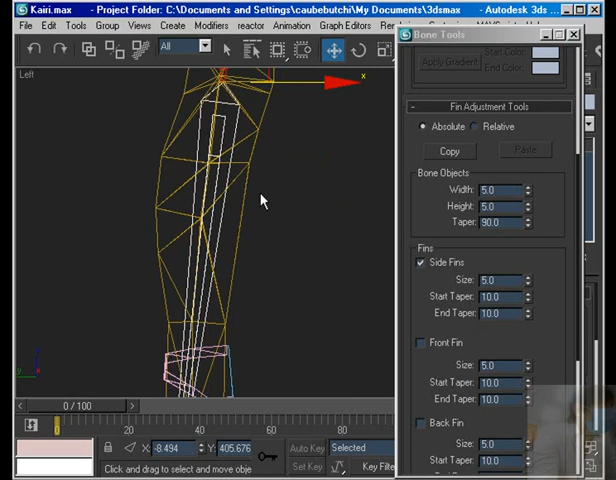 Kairi.max - Project Folder: C:\Documents and Settings\caubebutchi\My Documents\3dsmax - Autodesk 3ds
File Edit Tools Group Views Create Modifiers reactor Animation Graph Editors
Bone Tools
All
Start Color:
Apply Gradient
End Color:
Left
x
Fin Adjustment Tools
Absolute Relative
Copy Paste
Bone Objects
Width: 5.0
Height: 5.0
Taper: 90.0
Fins
Side Fins
Size: 5.0
Start Taper: 10.0
End Taper: 10.0
Front Fin
Size: 5.0
Start Taper: 10.0
End Taper: 10.0
Back Fin
Size: 5.0
Start Taper: 10.0
z
y
0 / 100
0 20 40 60 80
X: -8.494 Y: 405.676 Auto Key Selected
Click and drag to select and move obje Set Key Key Filte